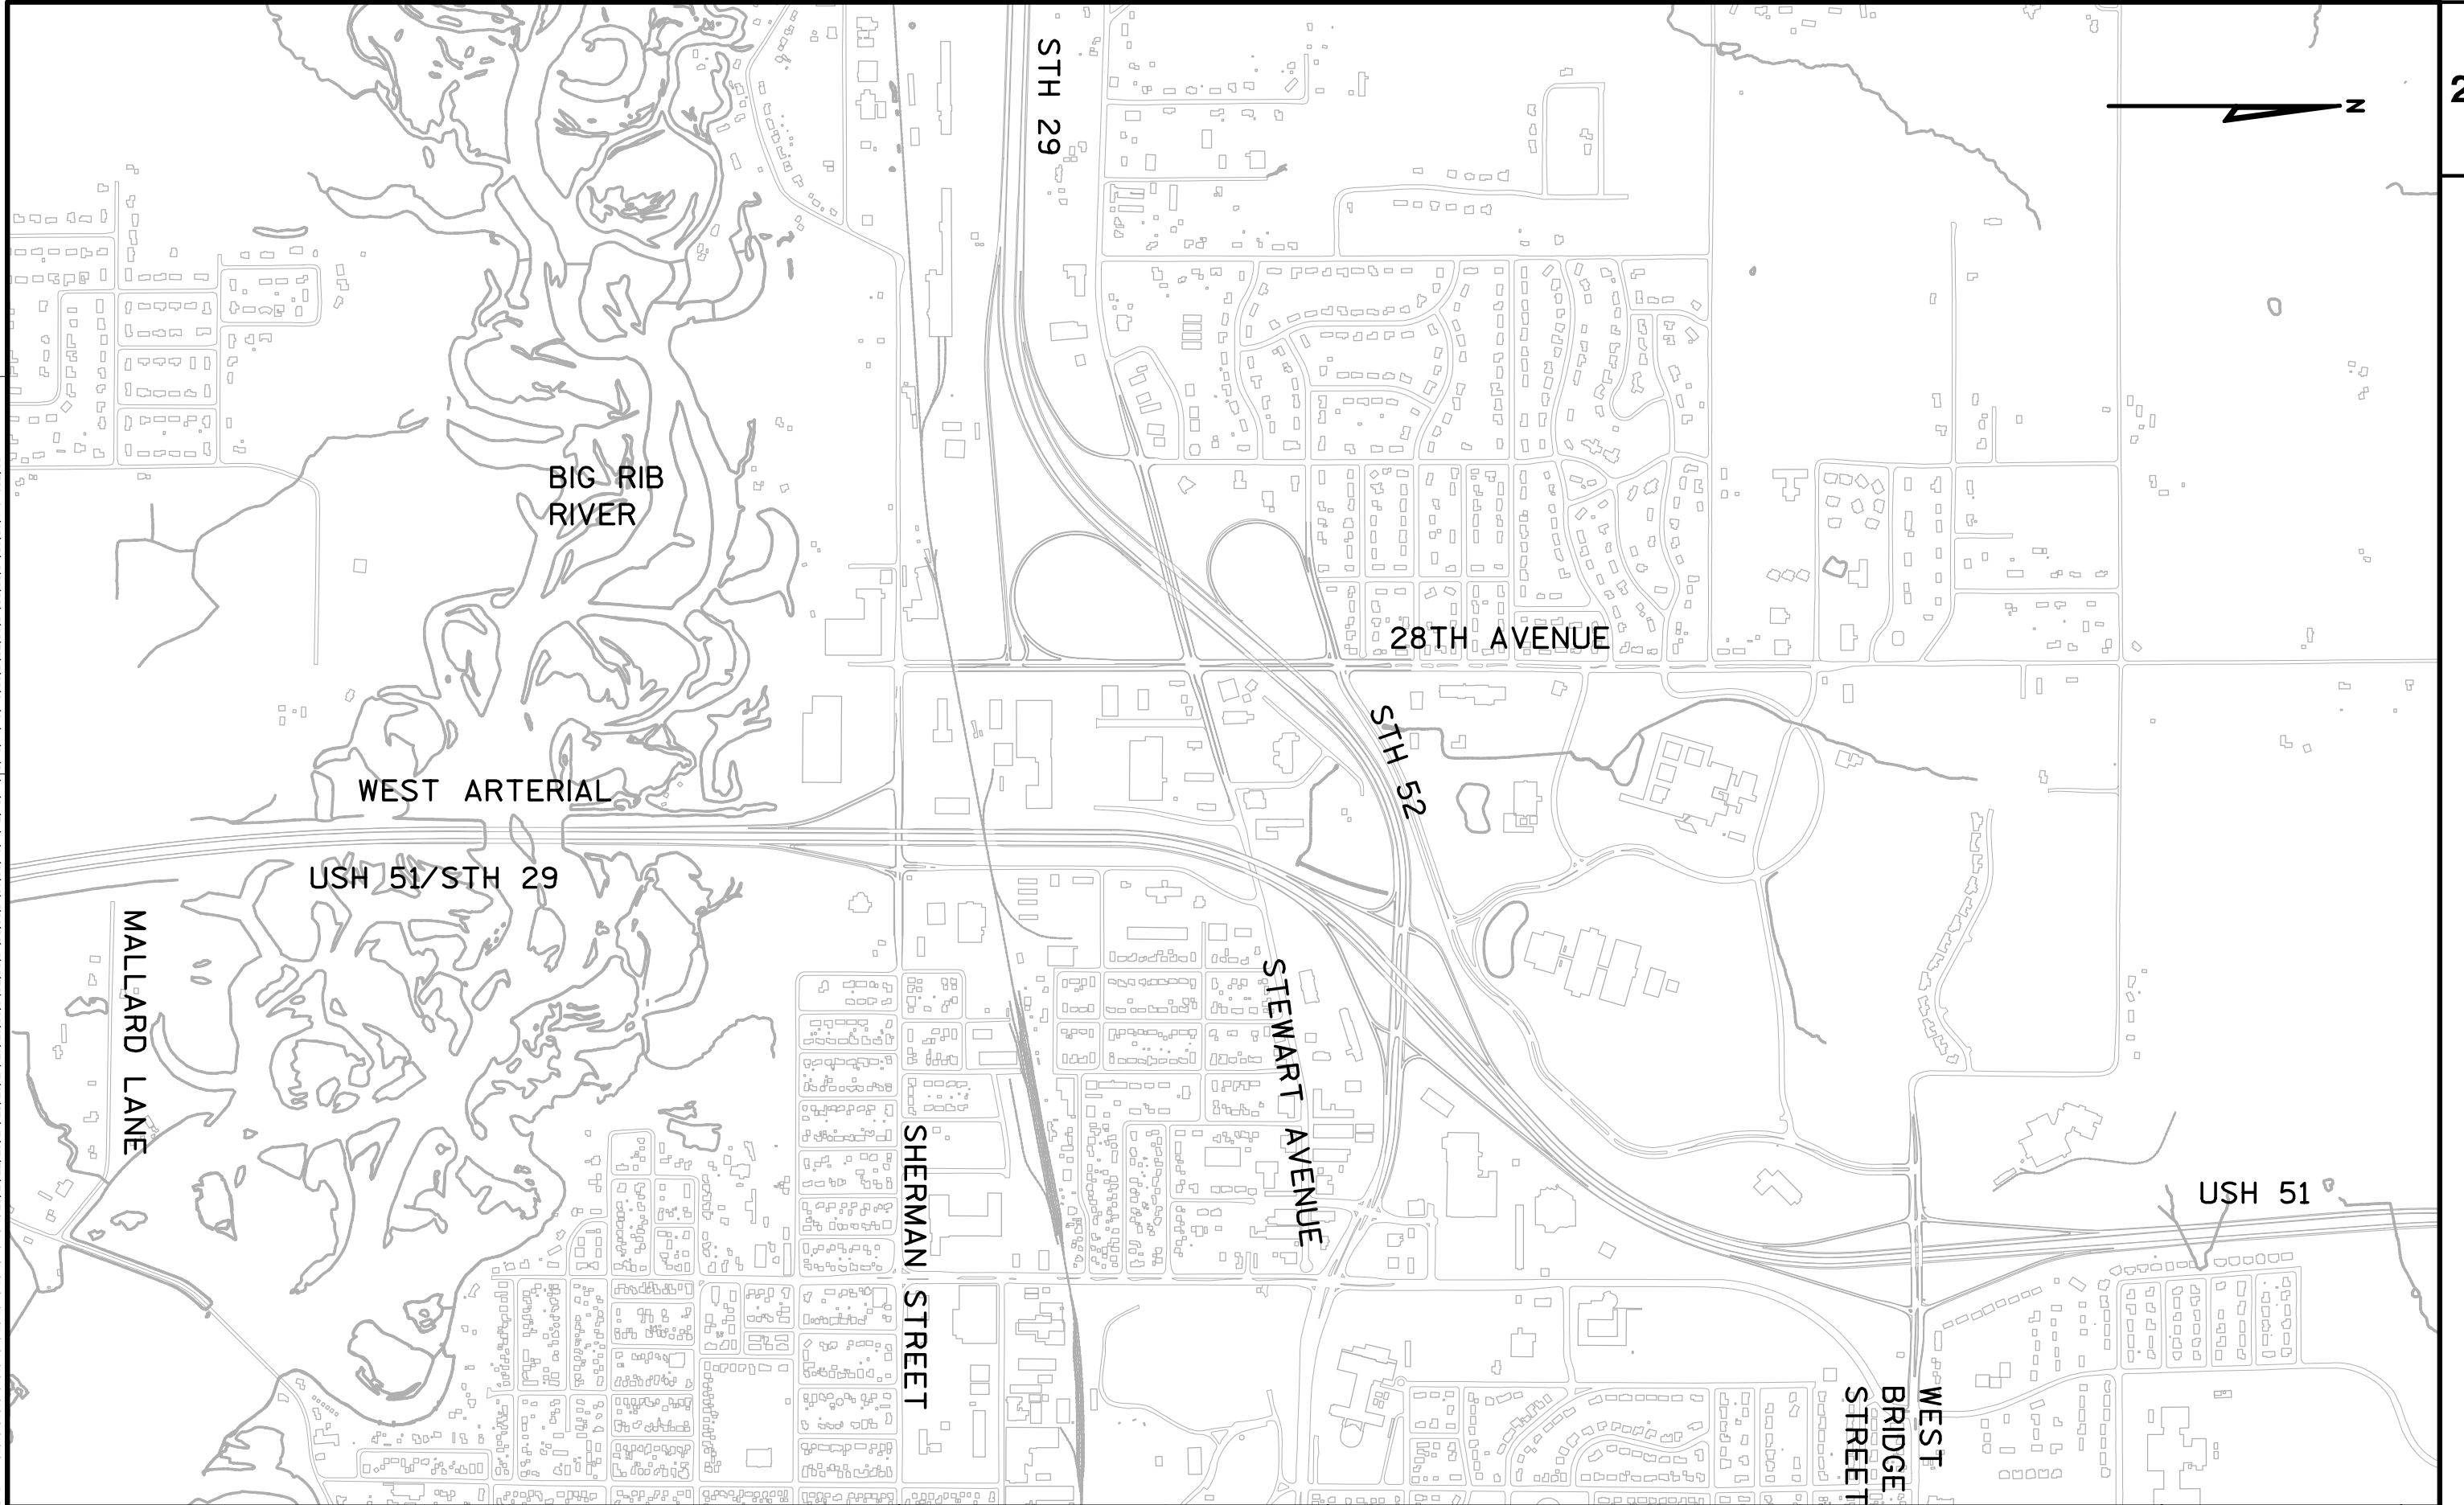 STH 29
N
2
BIG RIB
RIVER
28TH AVENUE
STH 52
WEST ARTERIAL
USH 51/STH 29
MALLARD LANE
STEWART AVENUE
SHERMAN STREET
USH 51
WEST
BRIDGE
STREET